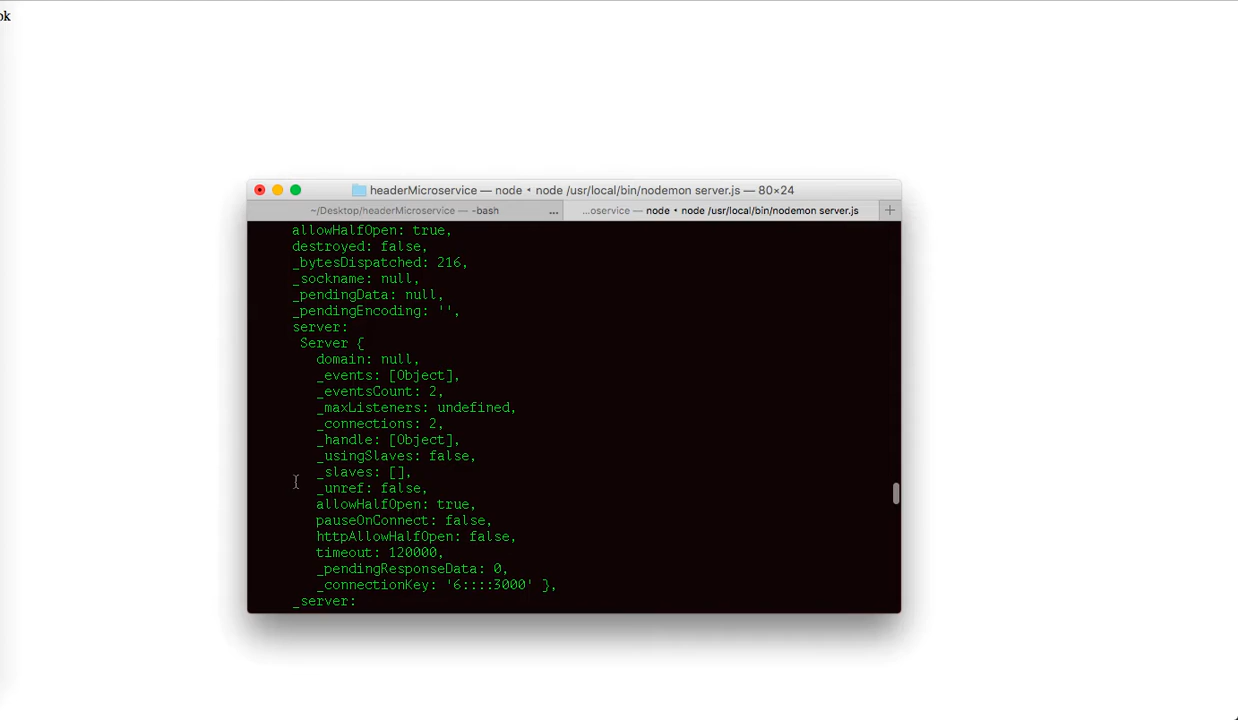 ok
headerMicroservice — node • node /usr/local/bin/nodemon server.js — 80×24
~/Desktop/headerMicroservice — -bash ... ...oservice — node • node /usr/local/bin/nodemon server.js +
allowHalfOpen: true,
destroyed: false,
_bytesDispatched: 216,
_sockname: null,
_pendingData: null,
_pendingEncoding: '',
server:
Server {
domain: null,
_events: [Object],
_eventsCount: 2,
_maxListeners: undefined,
_connections: 2,
_handle: [Object],
_usingSlaves: false,
_slaves: [],
_unref: false,
allowHalfOpen: true,
pauseOnConnect: false,
httpAllowHalfOpen: false,
timeout: 120000,
_pendingResponseData: 0,
_connectionKey: '6::::3000' },
_server: